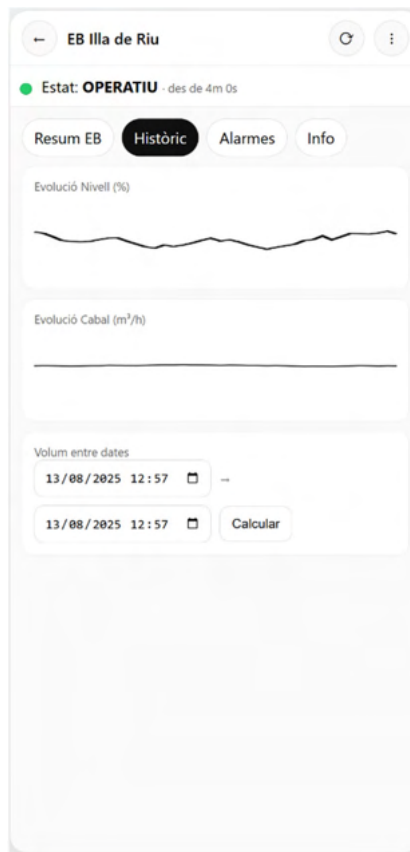 ← EB Illa de Riu
Estat: OPERATIU · des de 4m 0s
Resum EB Històric Alarmes Info
Evolució Nivell (%)
Evolució Cabal (m³/h)
Volum entre dates
13/08/2025 12:57 →
13/08/2025 12:57 Calcular